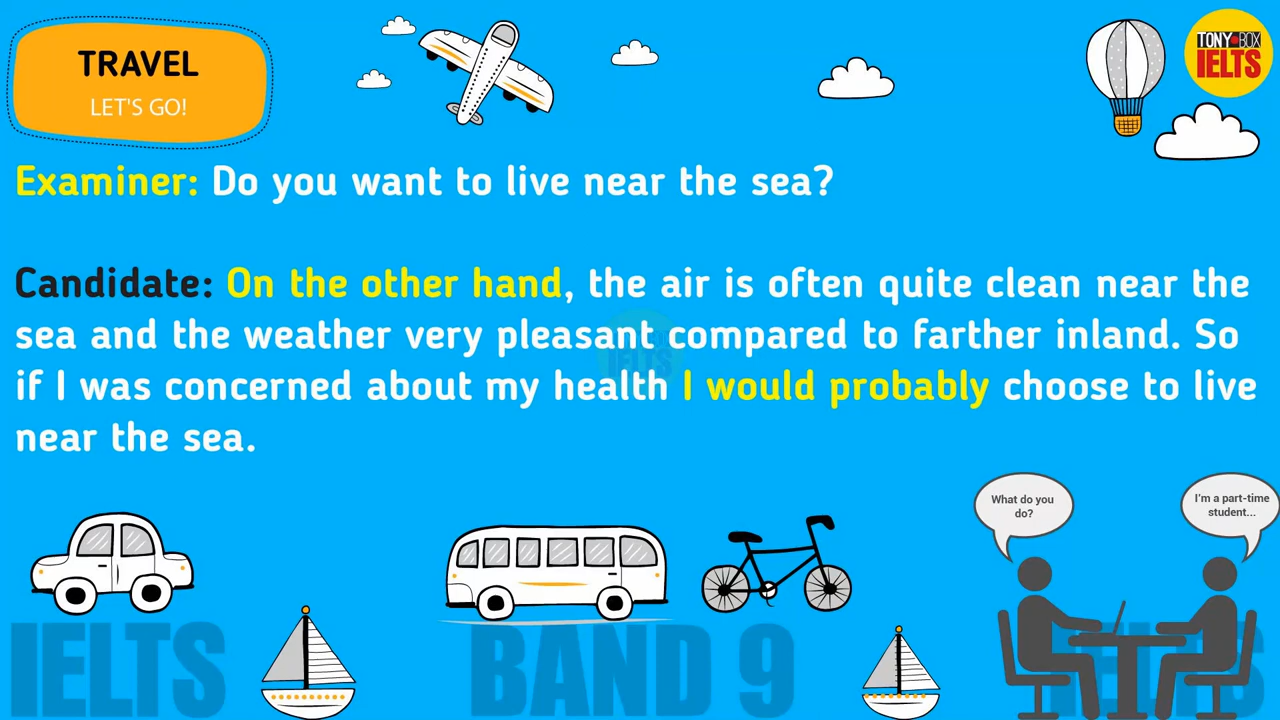 TRAVEL
LET'S GO!
TONY BOX
IELTS
Examiner: Do you want to live near the sea?
Candidate: On the other hand, the air is often quite clean near the
sea and the weather very pleasant compared to farther inland. So
if I was concerned about my health I would probably choose to live
near the sea.
IELTS
What do you
do?
I'm a part-time
student...
IELTS
BAND 9
IELTS